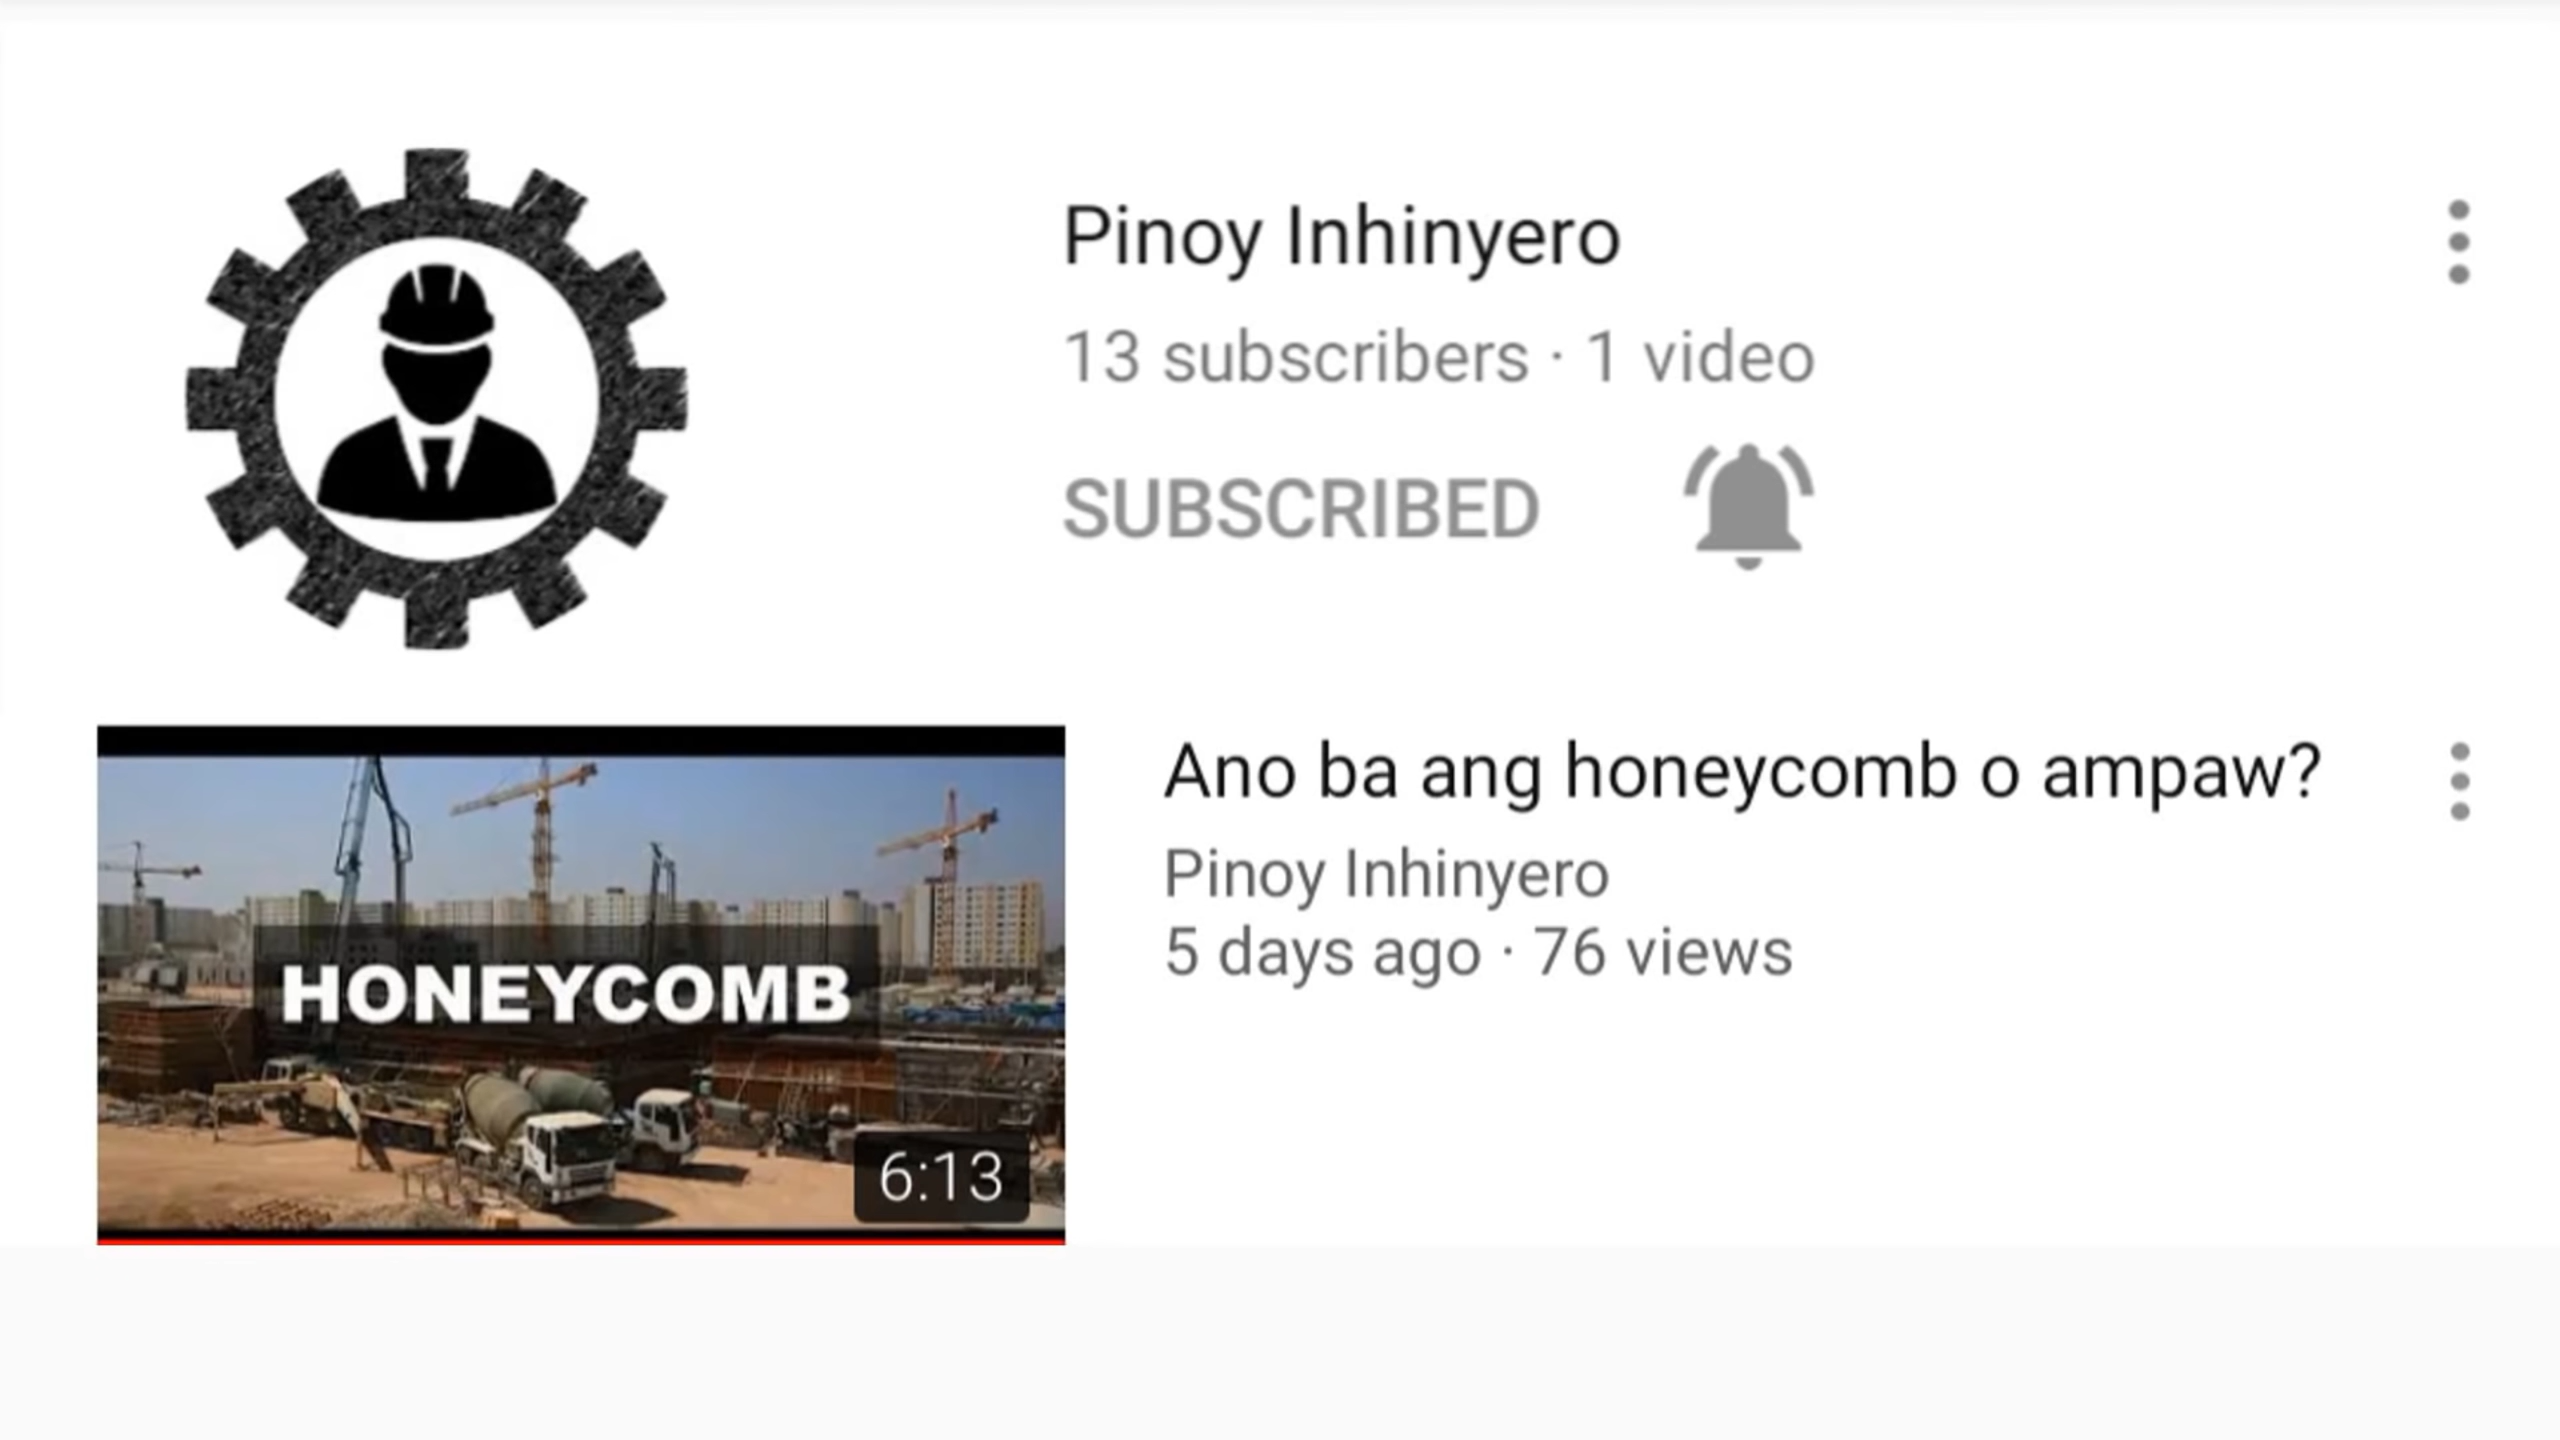 Pinoy Inhinyero
13 subscribers · 1 video
SUBSCRIBED
HONEYCOMB
6:13
Ano ba ang honeycomb o ampaw?
Pinoy Inhinyero
5 days ago · 76 views